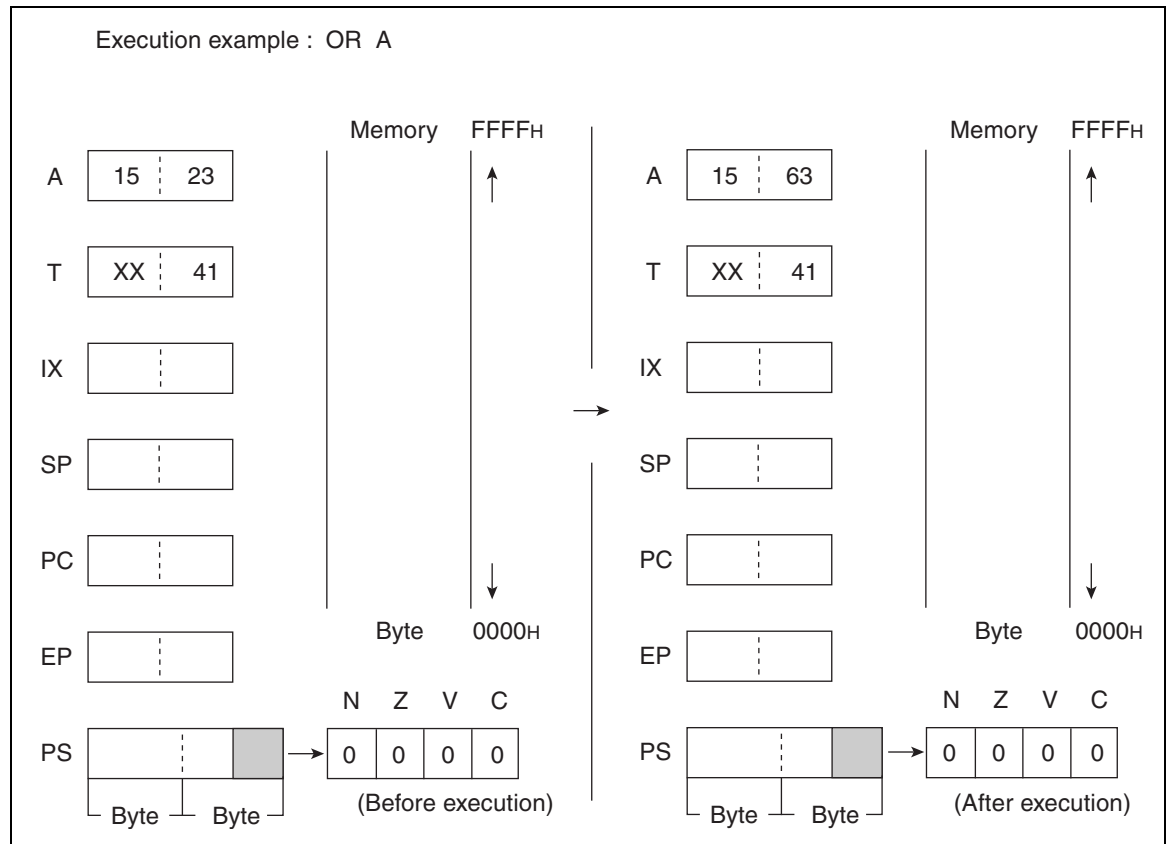 Execution example : OR A
Memory FFFFH
A 15 23
T XX 41
IX
SP
PC
EP
Byte 0000H
N Z V C
PS 0 0 0 0
Byte Byte
(Before execution)
Memory FFFFH
A 15 63
T XX 41
IX
SP
PC
EP
Byte 0000H
N Z V C
PS 0 0 0 0
Byte Byte
(After execution)